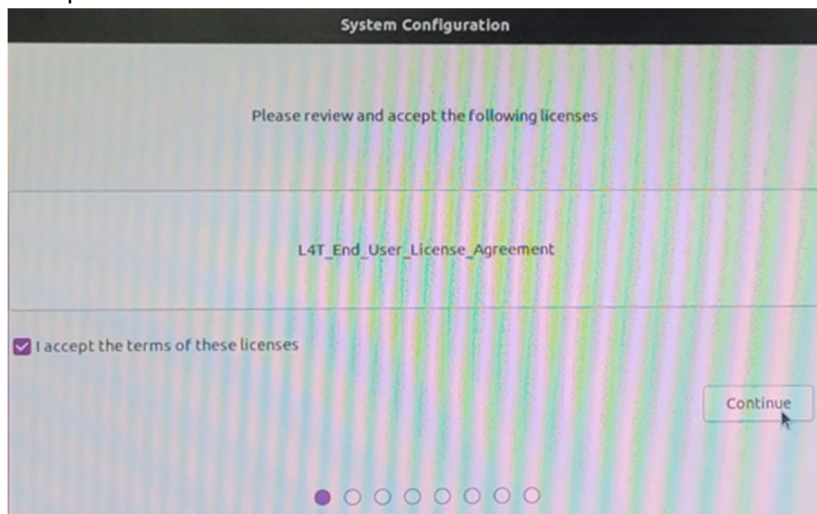 System Configuration
Please review and accept the following licenses
L4T_End_User_License_Agreement
I accept the terms of these licenses
Continue